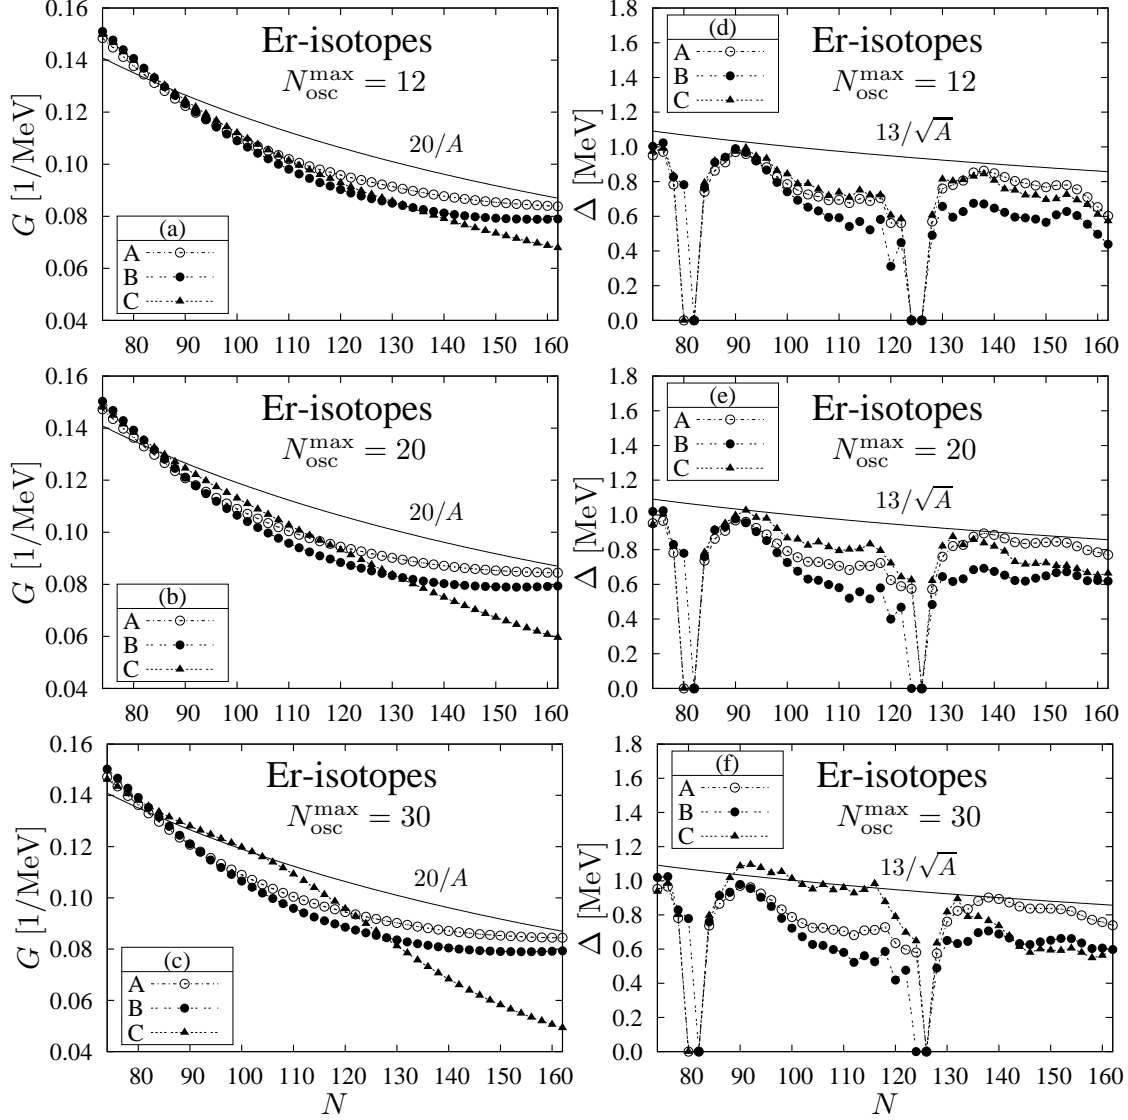 0.16
0.14
0.12
0.10
0.08
0.06
0.04
G [1/MeV]
Er-isotopes
N_osc^max = 12
20/A
(a)
A
B
C
80 90 100 110 120 130 140 150 160
1.8
1.6
1.4
1.2
1.0
0.8
0.6
0.4
0.2
0.0
Δ [MeV]
(d)
A
B
C
Er-isotopes
N_osc^max = 12
13/√A
80 90 100 110 120 130 140 150 160
0.16
0.14
0.12
0.10
0.08
0.06
0.04
G [1/MeV]
Er-isotopes
N_osc^max = 20
20/A
(b)
A
B
C
80 90 100 110 120 130 140 150 160
1.8
1.6
1.4
1.2
1.0
0.8
0.6
0.4
0.2
0.0
Δ [MeV]
(e)
A
B
C
Er-isotopes
N_osc^max = 20
13/√A
80 90 100 110 120 130 140 150 160
0.16
0.14
0.12
0.10
0.08
0.06
0.04
G [1/MeV]
Er-isotopes
N_osc^max = 30
20/A
(c)
A
B
C
80 90 100 110 120 130 140 150 160
N
1.8
1.6
1.4
1.2
1.0
0.8
0.6
0.4
0.2
0.0
Δ [MeV]
(f)
A
B
C
Er-isotopes
N_osc^max = 30
13/√A
80 90 100 110 120 130 140 150 160
N